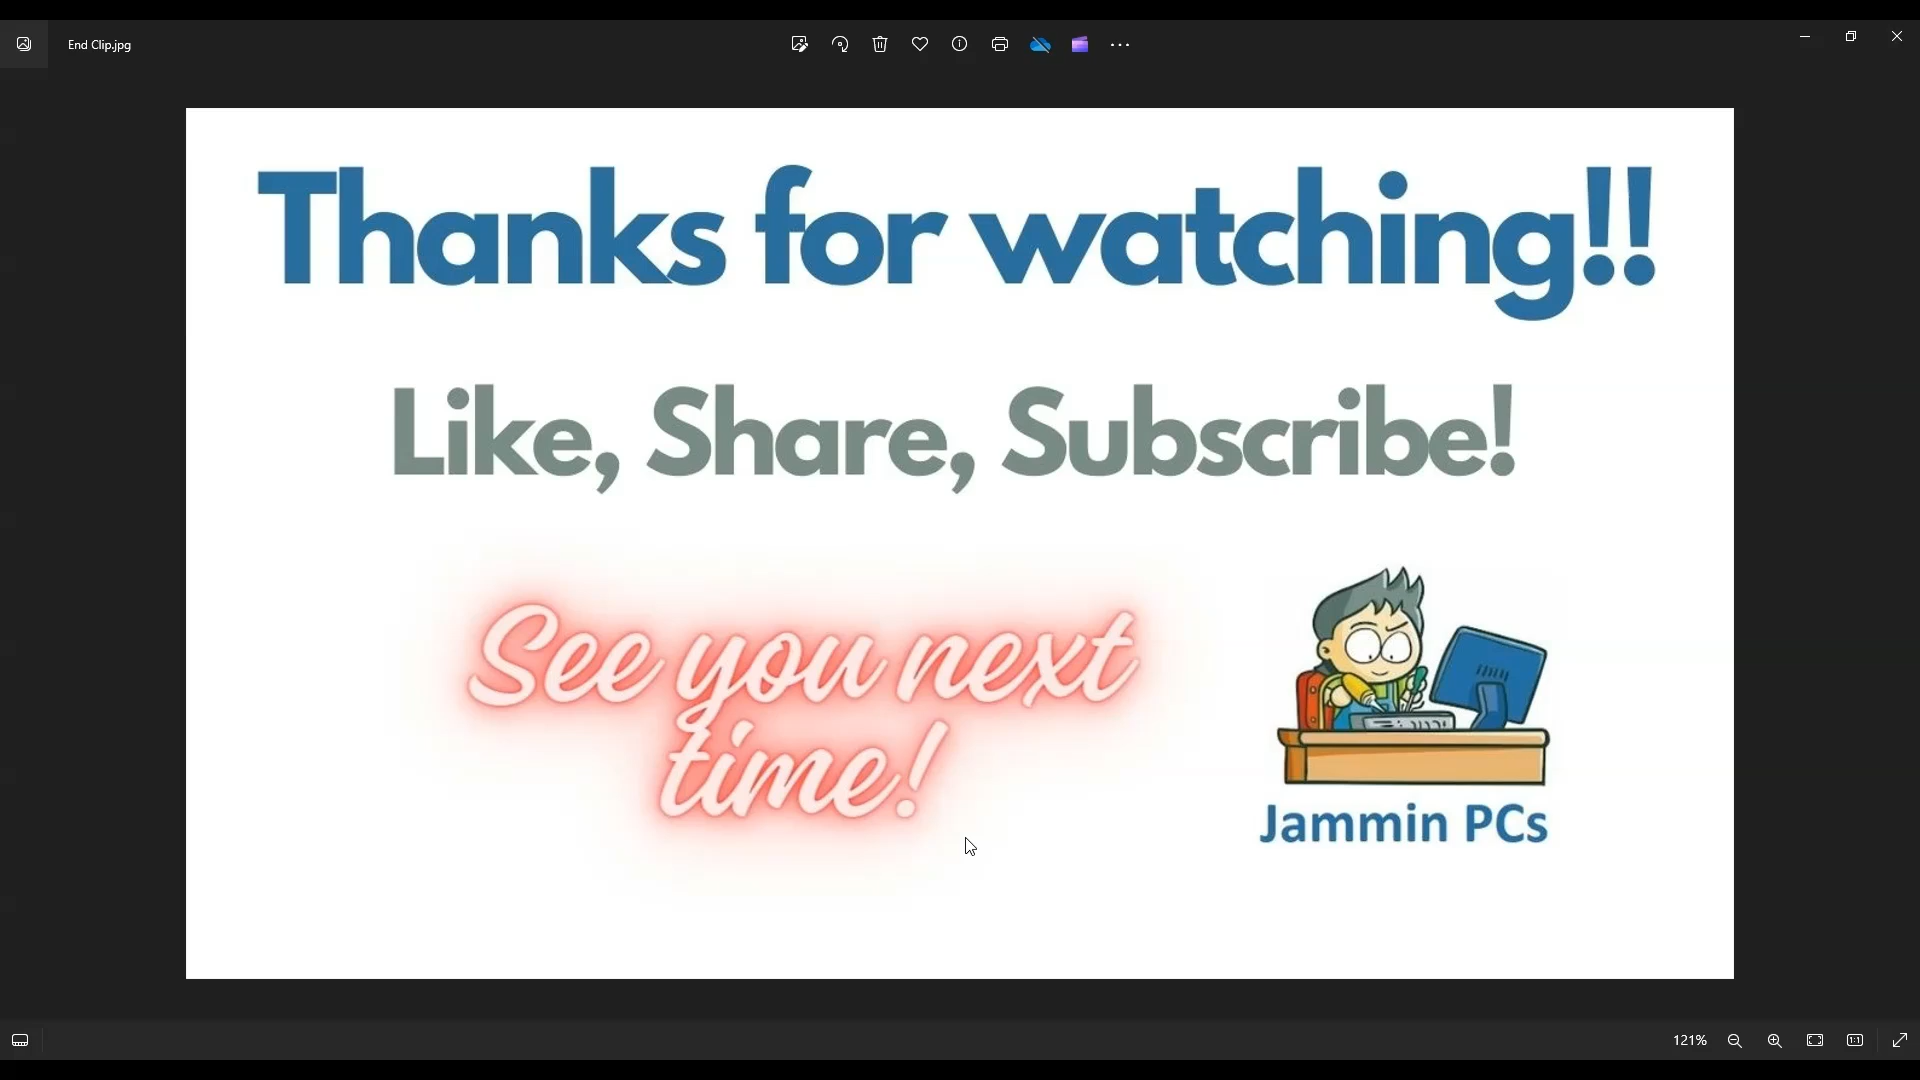 End Clip.jpg
Thanks for watching!!
Like, Share, Subscribe!
See you next
time!
Jammin PCs
121%